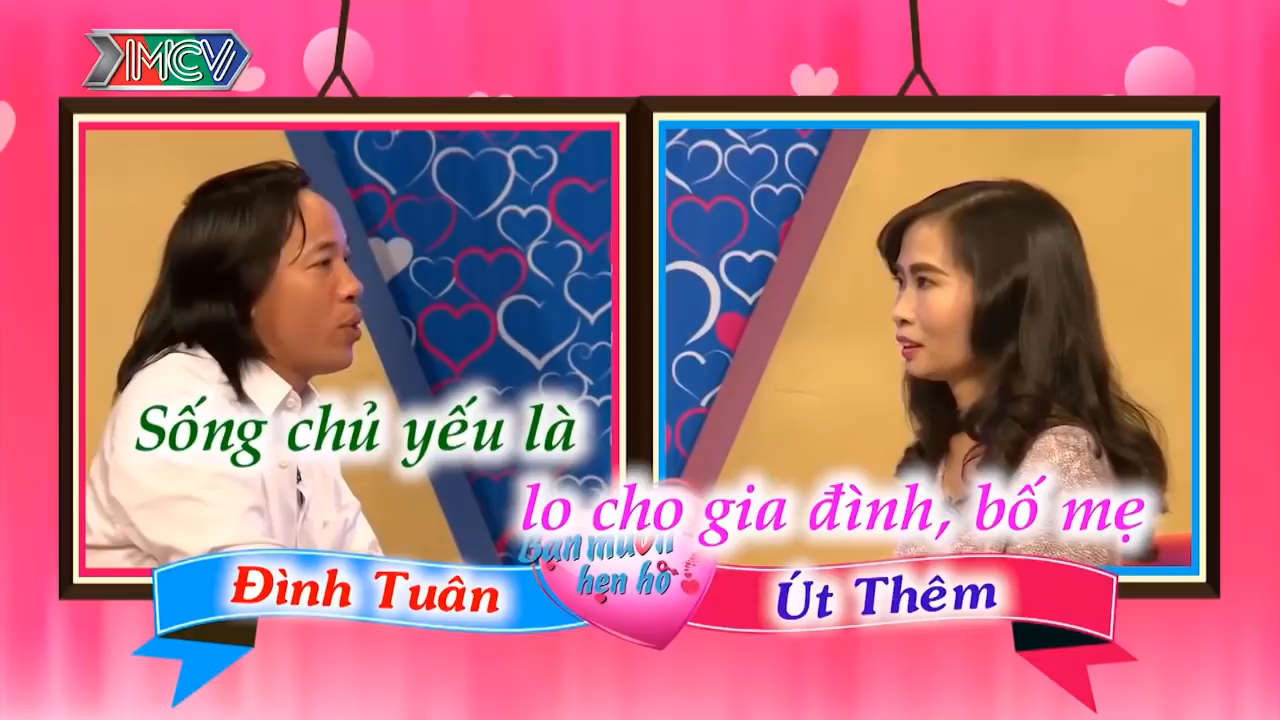 MCV
Sống chủ yếu là
lo cho gia đình, bố mẹ
Bạn muốn
hẹn hò
Đình Tuân
Út Thêm